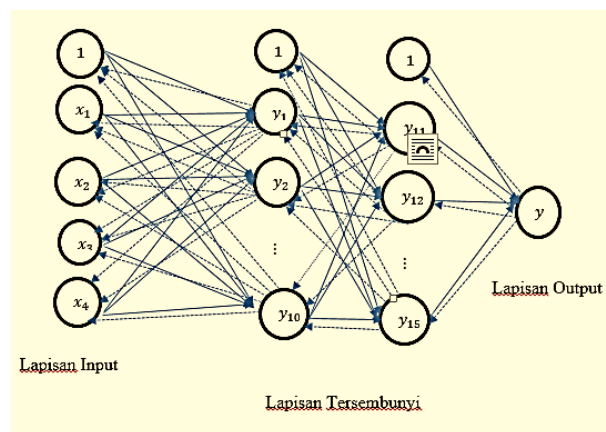 1
x₁
x₂
x₃
x₄
Lapisan Input
1
y₁
y₂
⋮
y₁₀
1
y₁₁
y₁₂
⋮
y₁₅
Lapisan Tersembunyi
y
Lapisan Output